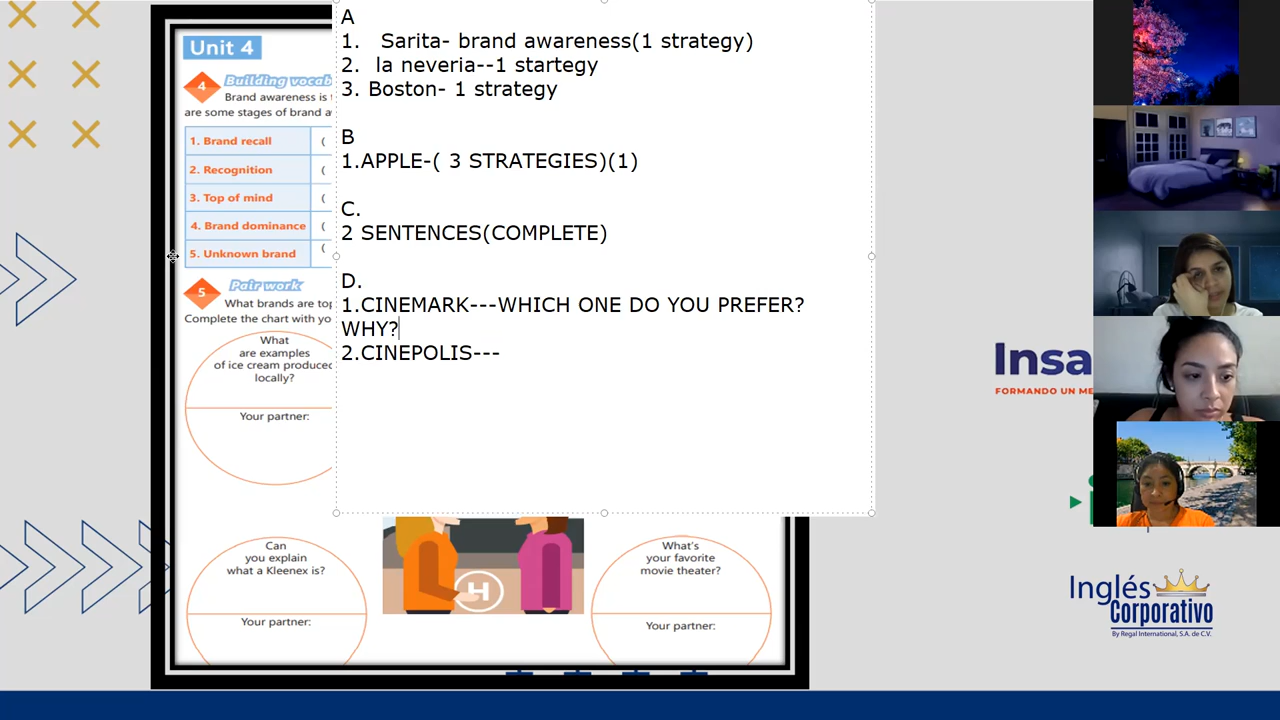 Unit 4
4
Building vocab
Brand awareness is
are some stages of brand a
1. Brand recall (
2. Recognition (
3. Top of mind (
4. Brand dominance (
5. Unknown brand (
5
Pair work
What brands are top
Complete the chart with yo
What
are examples
of ice cream produced
locally?
Your partner:
Can
you explain
what a Kleenex is?
Your partner:
H
What's
your favorite
movie theater?
Your partner:
A
1. Sarita- brand awareness(1 strategy)
2. la neveria--1 startegy
3. Boston- 1 strategy
B
1.APPLE-( 3 STRATEGIES)(1)
C.
2 SENTENCES(COMPLETE)
D.
1.CINEMARK---WHICH ONE DO YOU PREFER?
WHY?
2.CINEPOLIS---
Insa
FORMANDO UN ME
Inglés
Corporativo
By Regal International, S.A. de C.V.